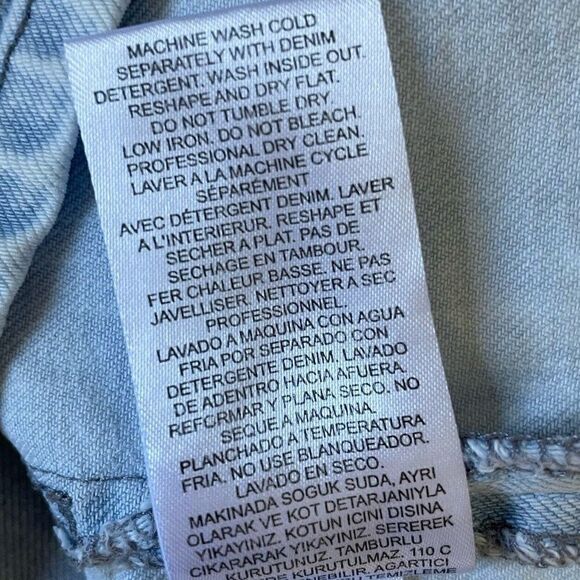 MACHINE WASH COLD
SEPARATELY WITH DENIM
DETERGENT. WASH INSIDE OUT.
RESHAPE AND DRY FLAT.
DO NOT TUMBLE DRY.
LOW IRON. DO NOT BLEACH.
PROFESSIONAL DRY CLEAN.
LAVER A LA MACHINE CYCLE
SÉPARÉMENT
AVEC DÉTERGENT DENIM. LAVER
A L'INTERIERUR. RESHAPE ET
SECHER A PLAT. PAS DE
SECHAGE EN TAMBOUR.
FER CHALEUR BASSE. NE PAS
JAVELLISER. NETTOYER A SEC
PROFESSIONNEL.
LAVADO A MAQUINA CON AGUA
FRIA POR SEPARADO CON
DETERGENTE DENIM. LAVADO
DE ADENTRO HACIA AFUERA.
REFORMAR Y PLANA SECO. NO
SEQUE A MAQUINA.
PLANCHADO A TEMPERATURA
FRIA. NO USE BLANQUEADOR.
LAVADO EN SECO.
MAKINADA SOGUK SUDA, AYRI
OLARAK VE KOT DETARJANIYLA
YIKAYINIZ. KOTUN ICINI DISINA
CIKARARAK YIKAYINIZ. SEREREK
KURUTUNUZ. TAMBURLU
KURUTULMAZ. 110 C
TEMIZLEME